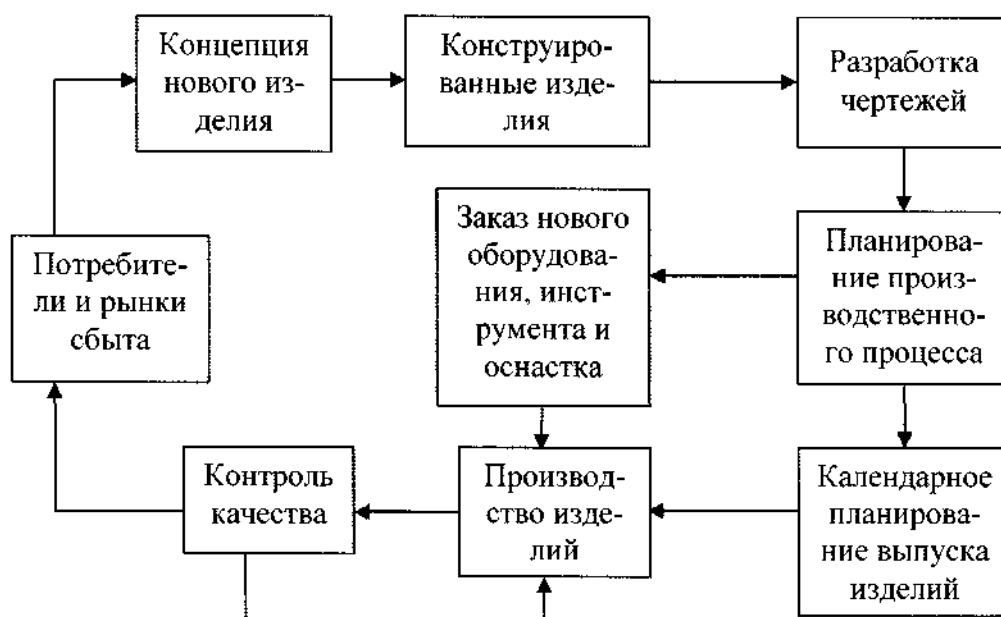 Концепция
нового из-
делия
Конструиро-
ванные изде-
лия
Разработка
чертежей
Потребите-
ли и рынки
сбыта
Заказ нового
оборудова-
ния, инст-
румента и
оснастка
Планирова-
ние произ-
водственно-
го процесса
Контроль
качества
Производ-
ство изде-
лий
Календарное
планирова-
ние выпуска
изделий